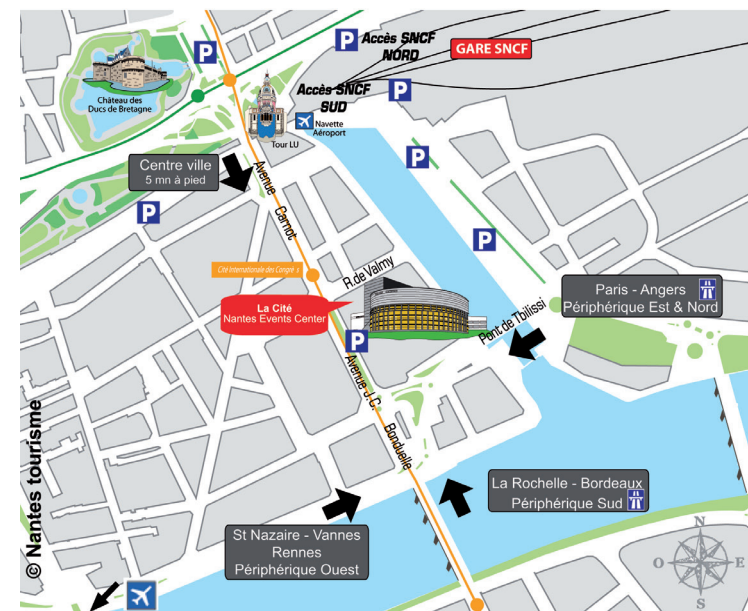 P
P
Accès SNCF
NORD
GARE SNCF
P
Château des
Ducs de Bretagne
Accès SNCF
SUD
P
Navette
Aéroport
Tour LU
Centre ville
5 mn à pied
P
P
P
Avenue Carnot
Cité Internationale des Congrès
R.de Valmy
La Cité
Nantes Events Center
P
Paris - Angers
Périphérique Est & Nord
Pont de Tbilissi
Avenue J.C. Bonduelle
© Nantes tourisme
La Rochelle - Bordeaux
Périphérique Sud
St Nazaire - Vannes
Rennes
Périphérique Ouest
N
O
E
S